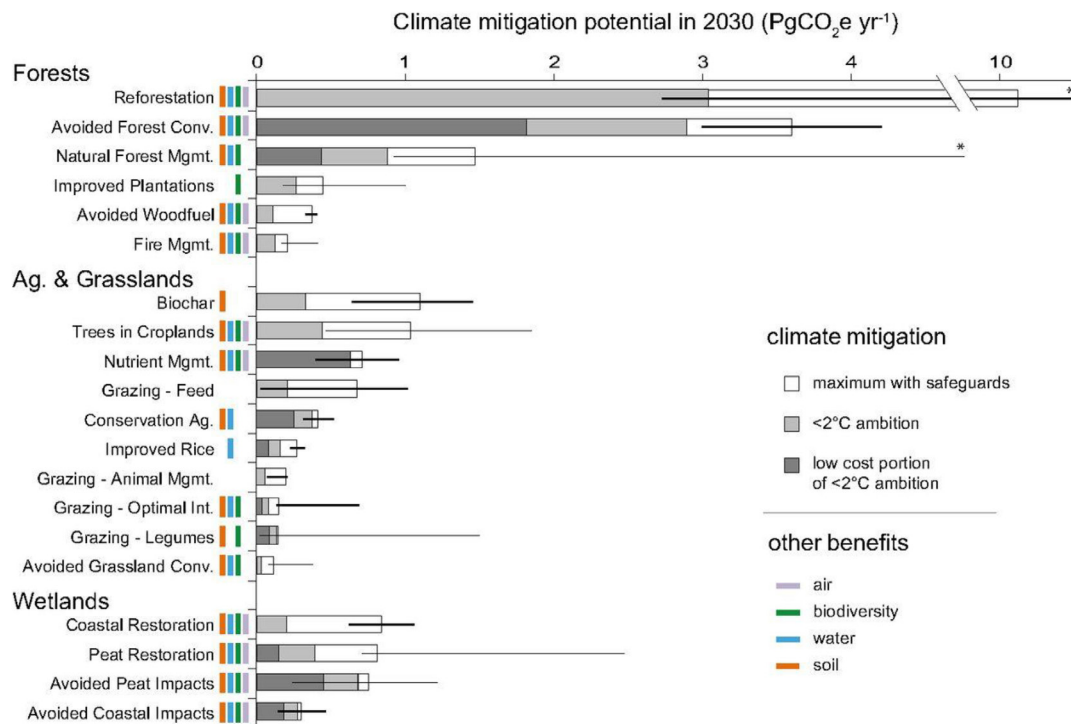 Climate mitigation potential in 2030 (PgCO₂e yr⁻¹)
0 1 2 3 4 10
Forests
Reforestation
*
Avoided Forest Conv.
Natural Forest Mgmt.
*
Improved Plantations
Avoided Woodfuel
Fire Mgmt.
Ag. & Grasslands
Biochar
Trees in Croplands
Nutrient Mgmt.
Grazing - Feed
Conservation Ag.
Improved Rice
Grazing - Animal Mgmt.
Grazing - Optimal Int.
Grazing - Legumes
Avoided Grassland Conv.
Wetlands
Coastal Restoration
Peat Restoration
Avoided Peat Impacts
Avoided Coastal Impacts
climate mitigation
maximum with safeguards
<2°C ambition
low cost portion
of <2°C ambition
other benefits
air
biodiversity
water
soil